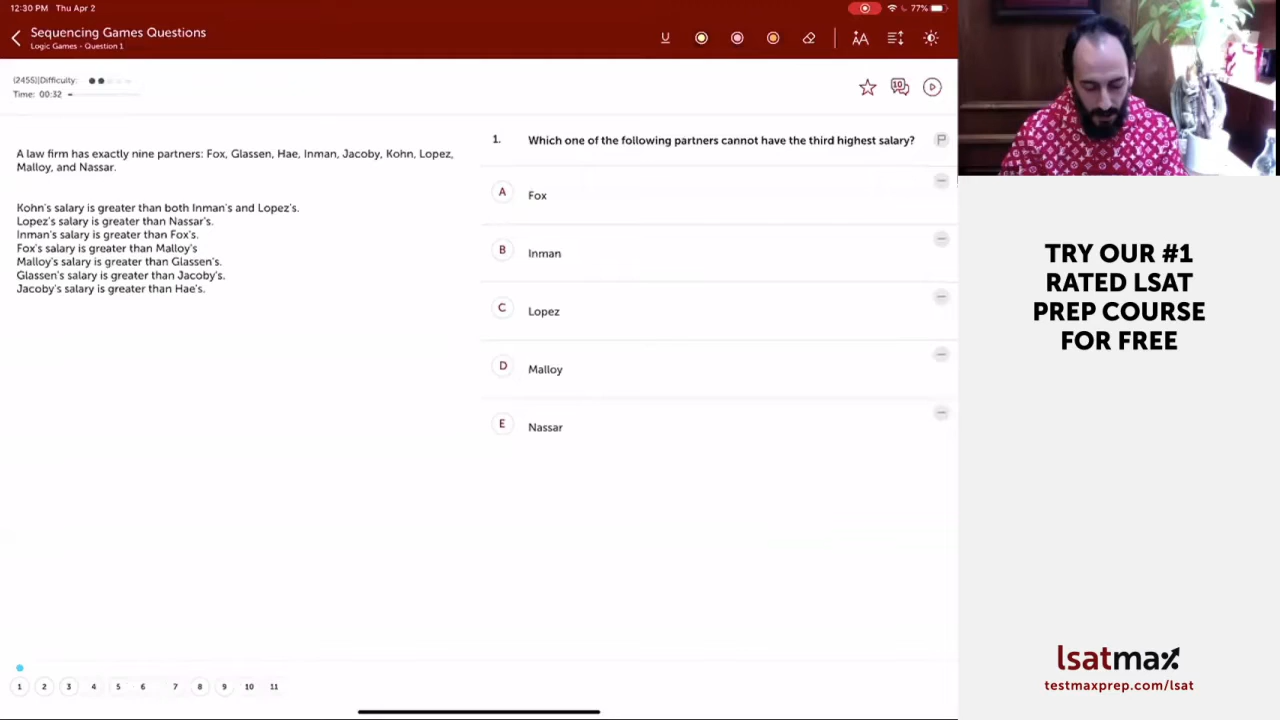 12:30 PM Thu Apr 2
77%
Sequencing Games Questions
Logic Games - Question 1
(2455)|Difficulty:
Time: 00:32
10
A law firm has exactly nine partners: Fox, Glassen, Hae, Inman, Jacoby, Kohn, Lopez,
Malloy, and Nassar.
Kohn's salary is greater than both Inman's and Lopez's.
Lopez's salary is greater than Nassar's.
Inman's salary is greater than Fox's.
Fox's salary is greater than Malloy's
Malloy's salary is greater than Glassen's.
Glassen's salary is greater than Jacoby's.
Jacoby's salary is greater than Hae's.
1. Which one of the following partners cannot have the third highest salary?
A Fox
B Inman
C Lopez
D Malloy
E Nassar
1 2 3 4 5 6 7 8 9 10 11
TRY OUR #1
RATED LSAT
PREP COURSE
FOR FREE
lsatmax
testmaxprep.com/lsat